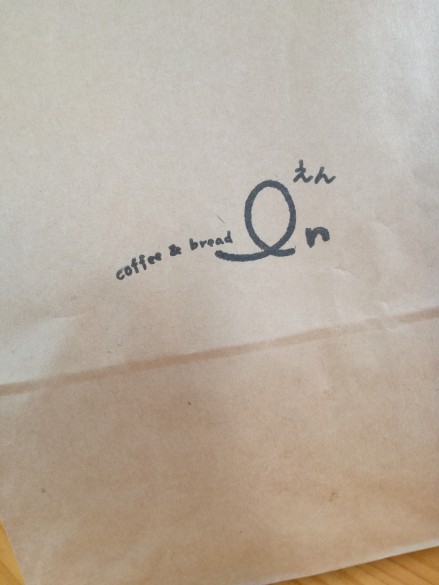 えん
coffee & bread en